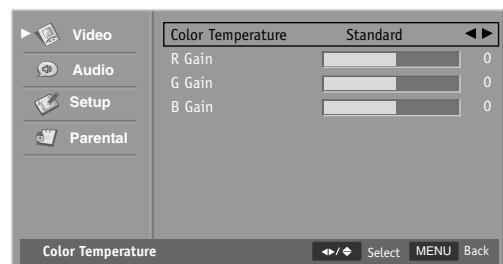 Video
Audio
Setup
Parental
Color Temperature Standard
R Gain 0
G Gain 0
B Gain 0
Color Temperature Select MENU Back